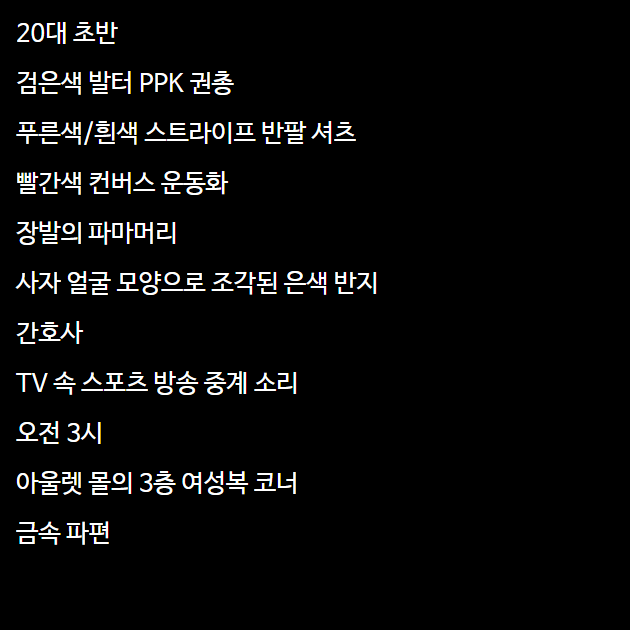 20대 초반
검은색 발터 PPK 권총
푸른색/흰색 스트라이프 반팔 셔츠
빨간색 컨버스 운동화
장발의 파마머리
사자 얼굴 모양으로 조각된 은색 반지
간호사
TV 속 스포츠 방송 중계 소리
오전 3시
아울렛 몰의 3층 여성복 코너
금속 파편